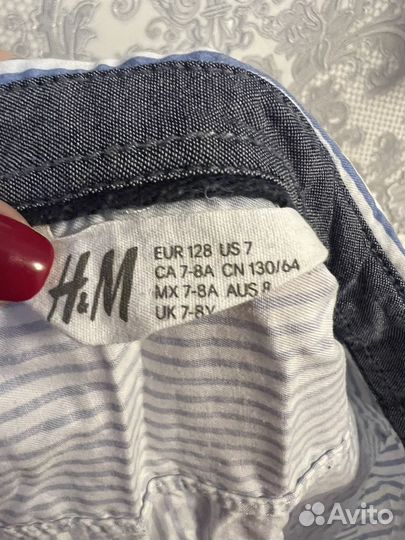 H&M
EUR 128 US 7
CA 7-8A CN 130/64
MX 7-8A AUS 8
UK 7-8Y
Avito